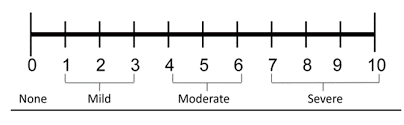 0 1 2 3 4 5 6 7 8 9 10
None Mild Moderate Severe